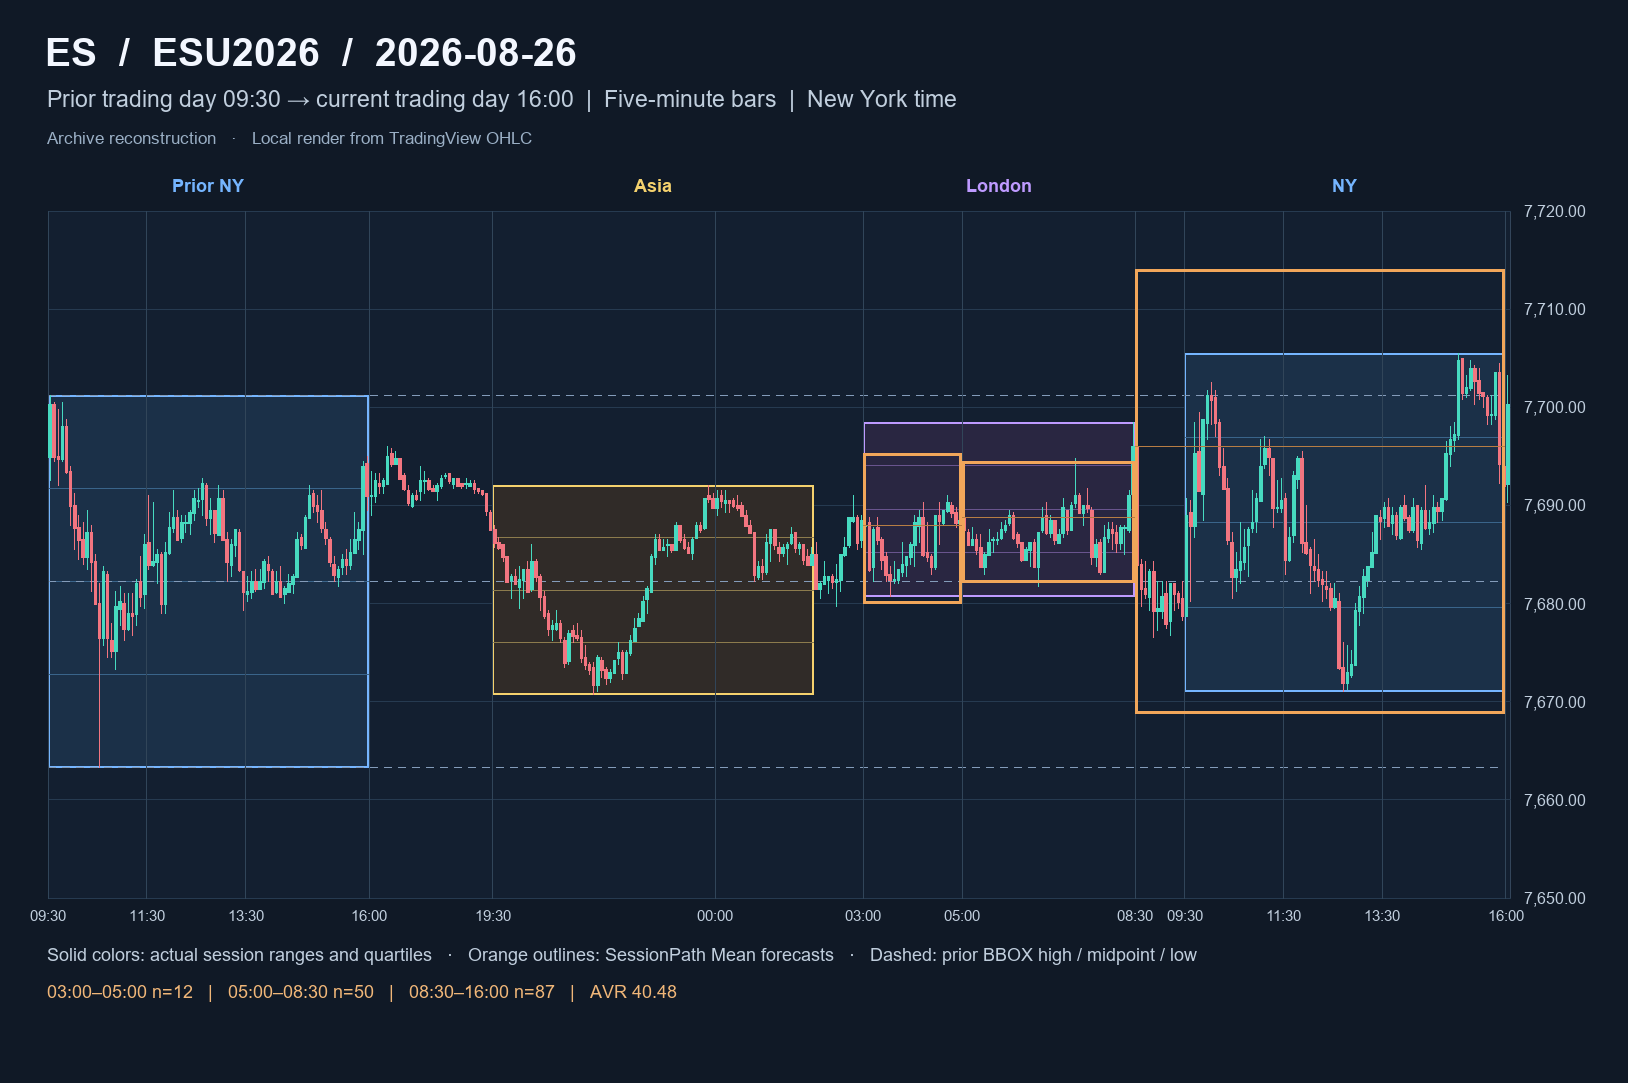 ES / ESU2026 / 2026-08-26
Prior trading day 09:30 → current trading day 16:00 | Five-minute bars | New York time
Archive reconstruction · Local render from TradingView OHLC
Prior NY Asia London NY
7,720.00
7,710.00
7,700.00
7,690.00
7,680.00
7,670.00
7,660.00
7,650.00
09:30 11:30 13:30 16:00 19:30 00:00 03:00 05:00 08:30 09:30 11:30 13:30 16:00
Solid colors: actual session ranges and quartiles · Orange outlines: SessionPath Mean forecasts · Dashed: prior BBOX high / midpoint / low
03:00–05:00 n=12 | 05:00–08:30 n=50 | 08:30–16:00 n=87 | AVR 40.48